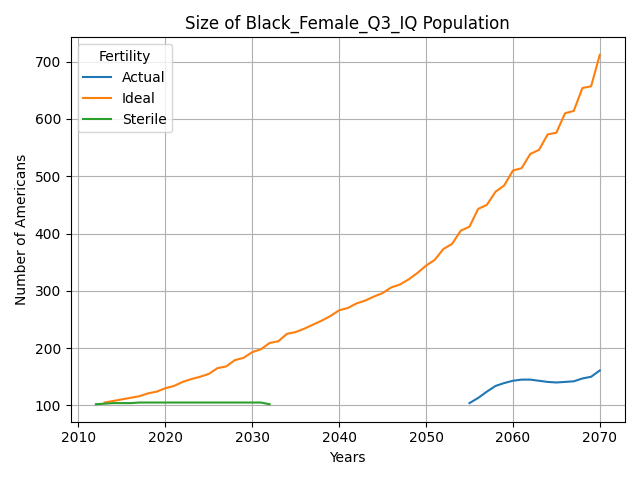 Size of Black_Female_Q3_IQ Population
Fertility
Actual
Ideal
Sterile
Number of Americans
700
600
500
400
300
200
100
2010 2020 2030 2040 2050 2060 2070
Years